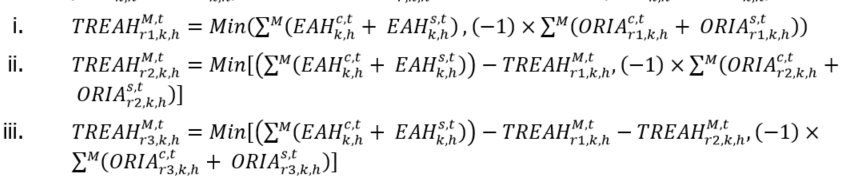 i. TREAH^{M,t}_{r1,k,h} = Min(∑^M(EAH^{c,t}_{k,h} + EAH^{s,t}_{k,h}), (−1) × ∑^M(ORIA^{c,t}_{r1,k,h} + ORIA^{s,t}_{r1,k,h}))
ii. TREAH^{M,t}_{r2,k,h} = Min[(∑^M(EAH^{c,t}_{k,h} + EAH^{s,t}_{k,h})) − TREAH^{M,t}_{r1,k,h}, (−1) × ∑^M(ORIA^{c,t}_{r2,k,h} +
ORIA^{s,t}_{r2,k,h})]
iii. TREAH^{M,t}_{r3,k,h} = Min[(∑^M(EAH^{c,t}_{k,h} + EAH^{s,t}_{k,h})) − TREAH^{M,t}_{r1,k,h} − TREAH^{M,t}_{r2,k,h}, (−1) ×
∑^M(ORIA^{c,t}_{r3,k,h} + ORIA^{s,t}_{r3,k,h})]